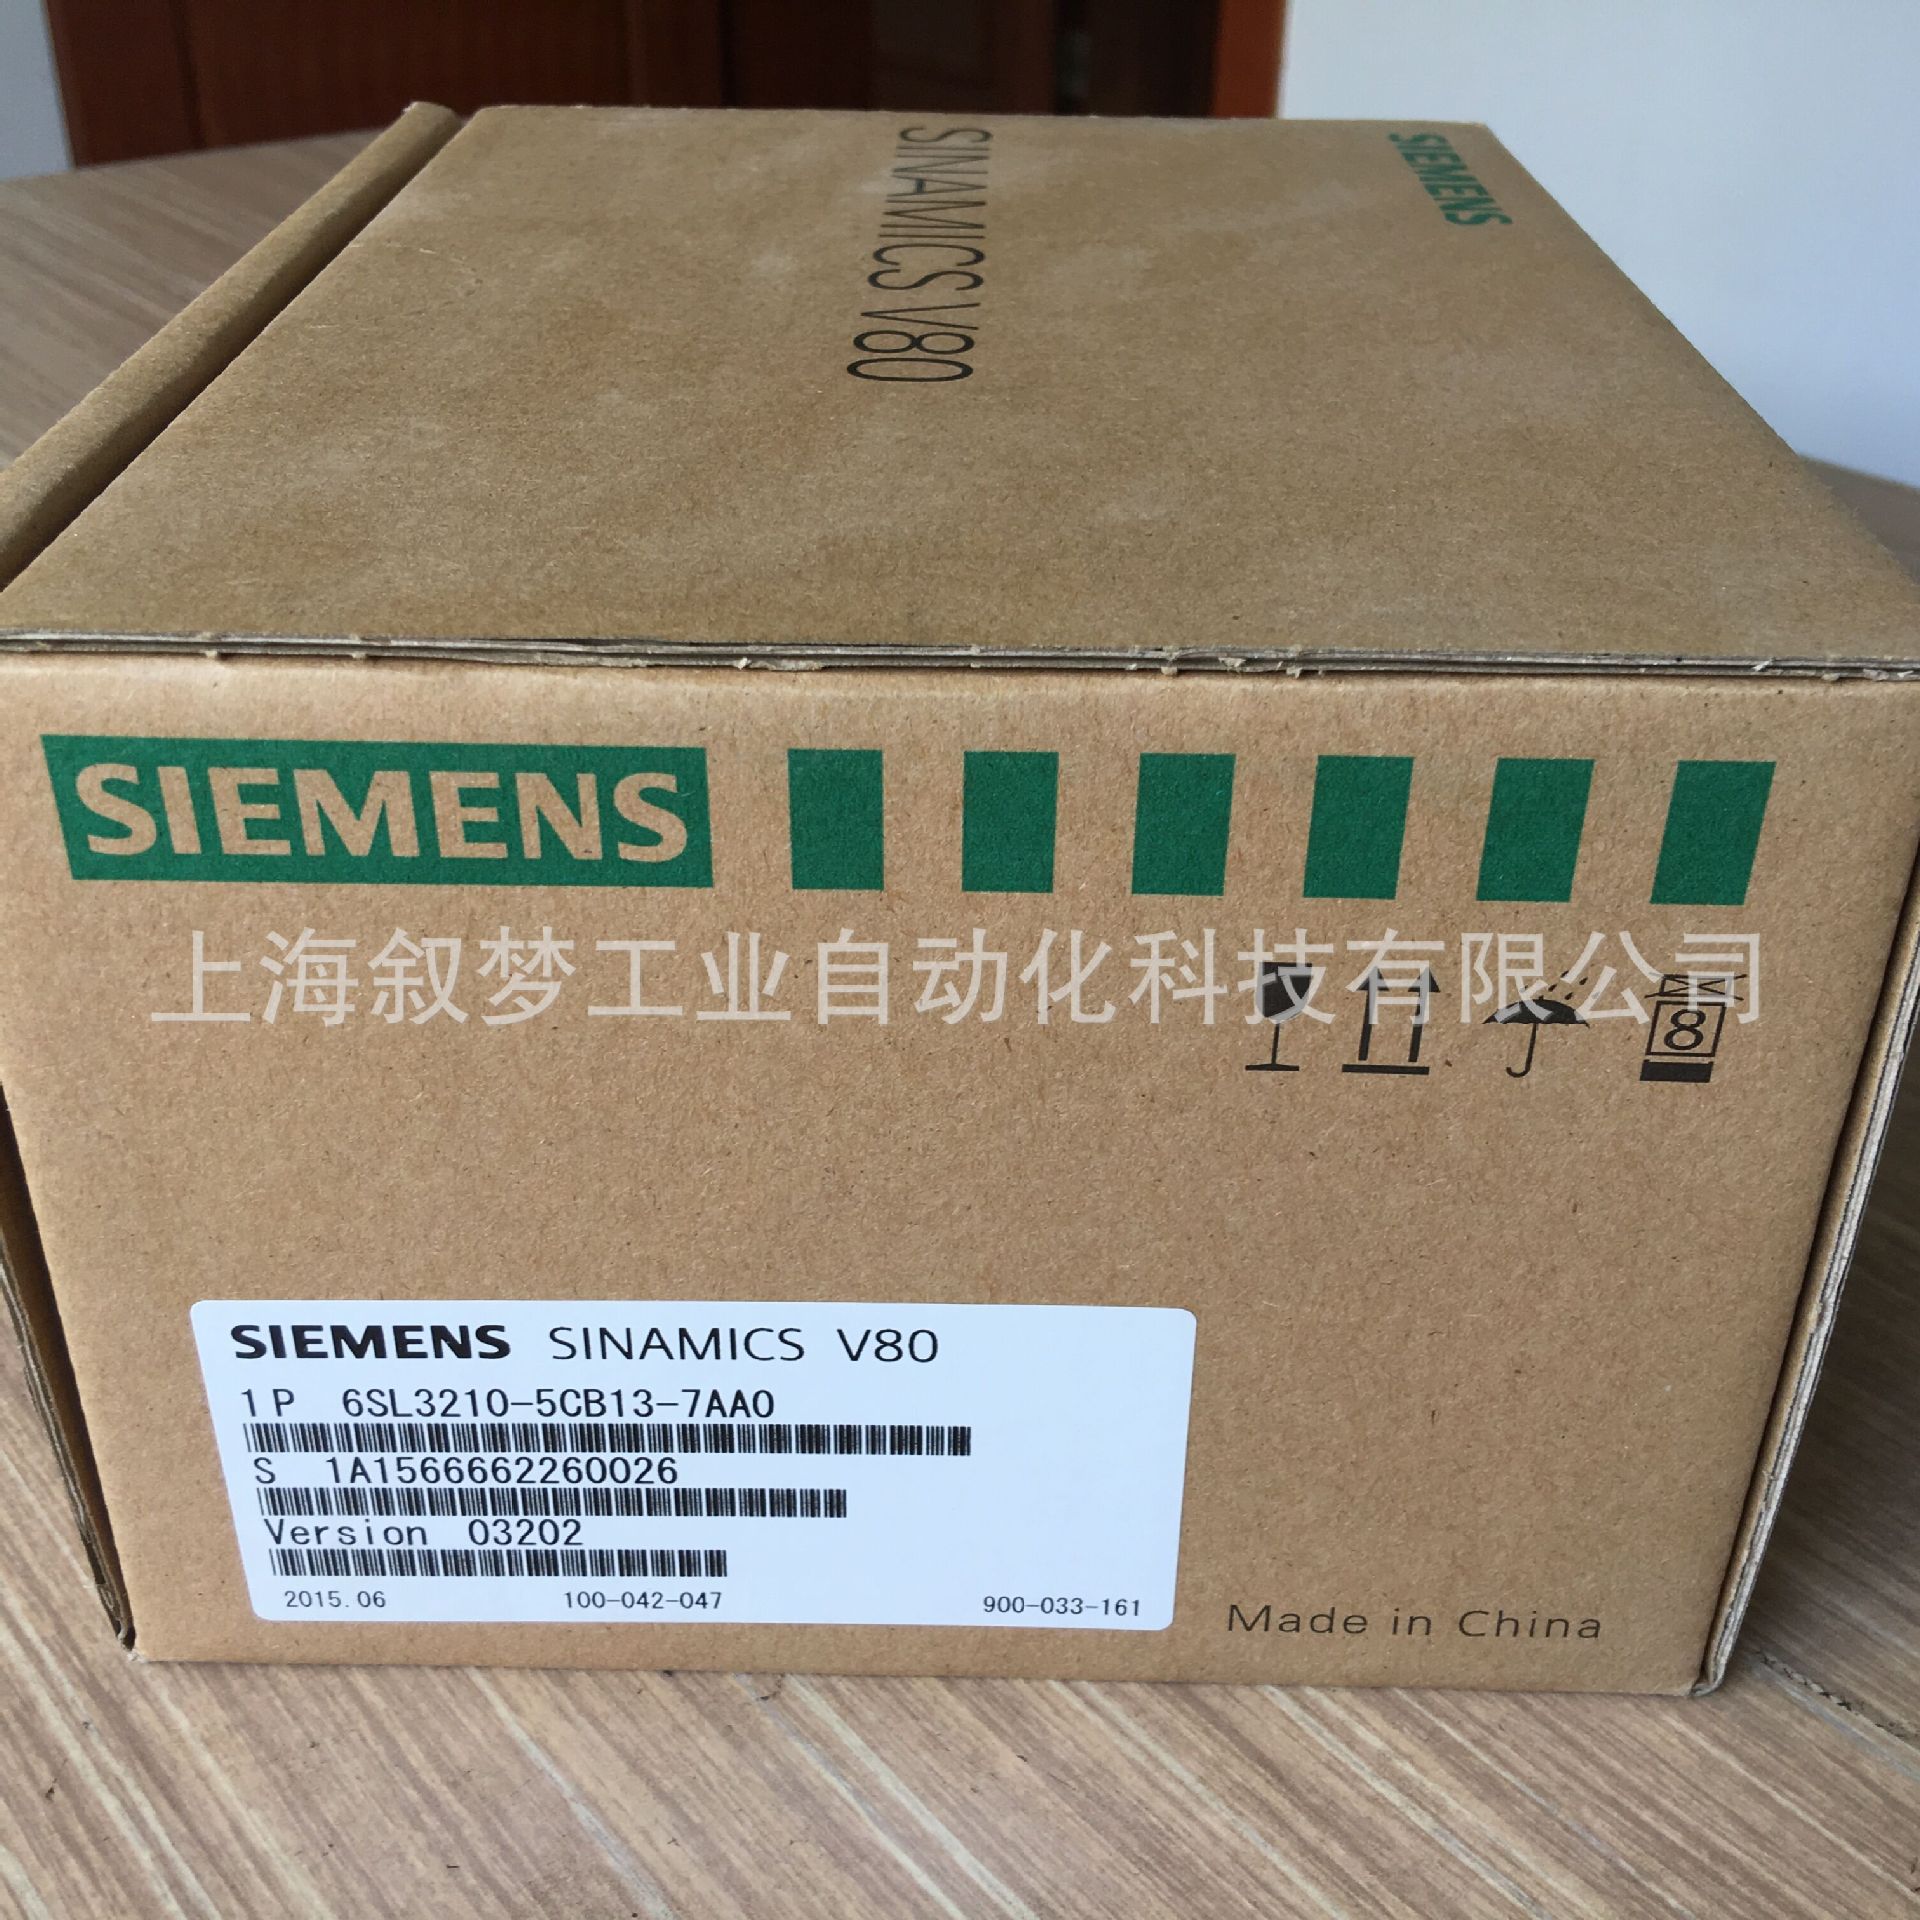 SIEMENS
SINAMICS V80
SIEMENS
上海叙梦工业自动化科技有限公司
8
SIEMENS SINAMICS V80
1P 6SL3210-5CB13-7AA0
S 1A1566662260026
Version 03202
2015.06 100-042-047 900-033-161
Made in China